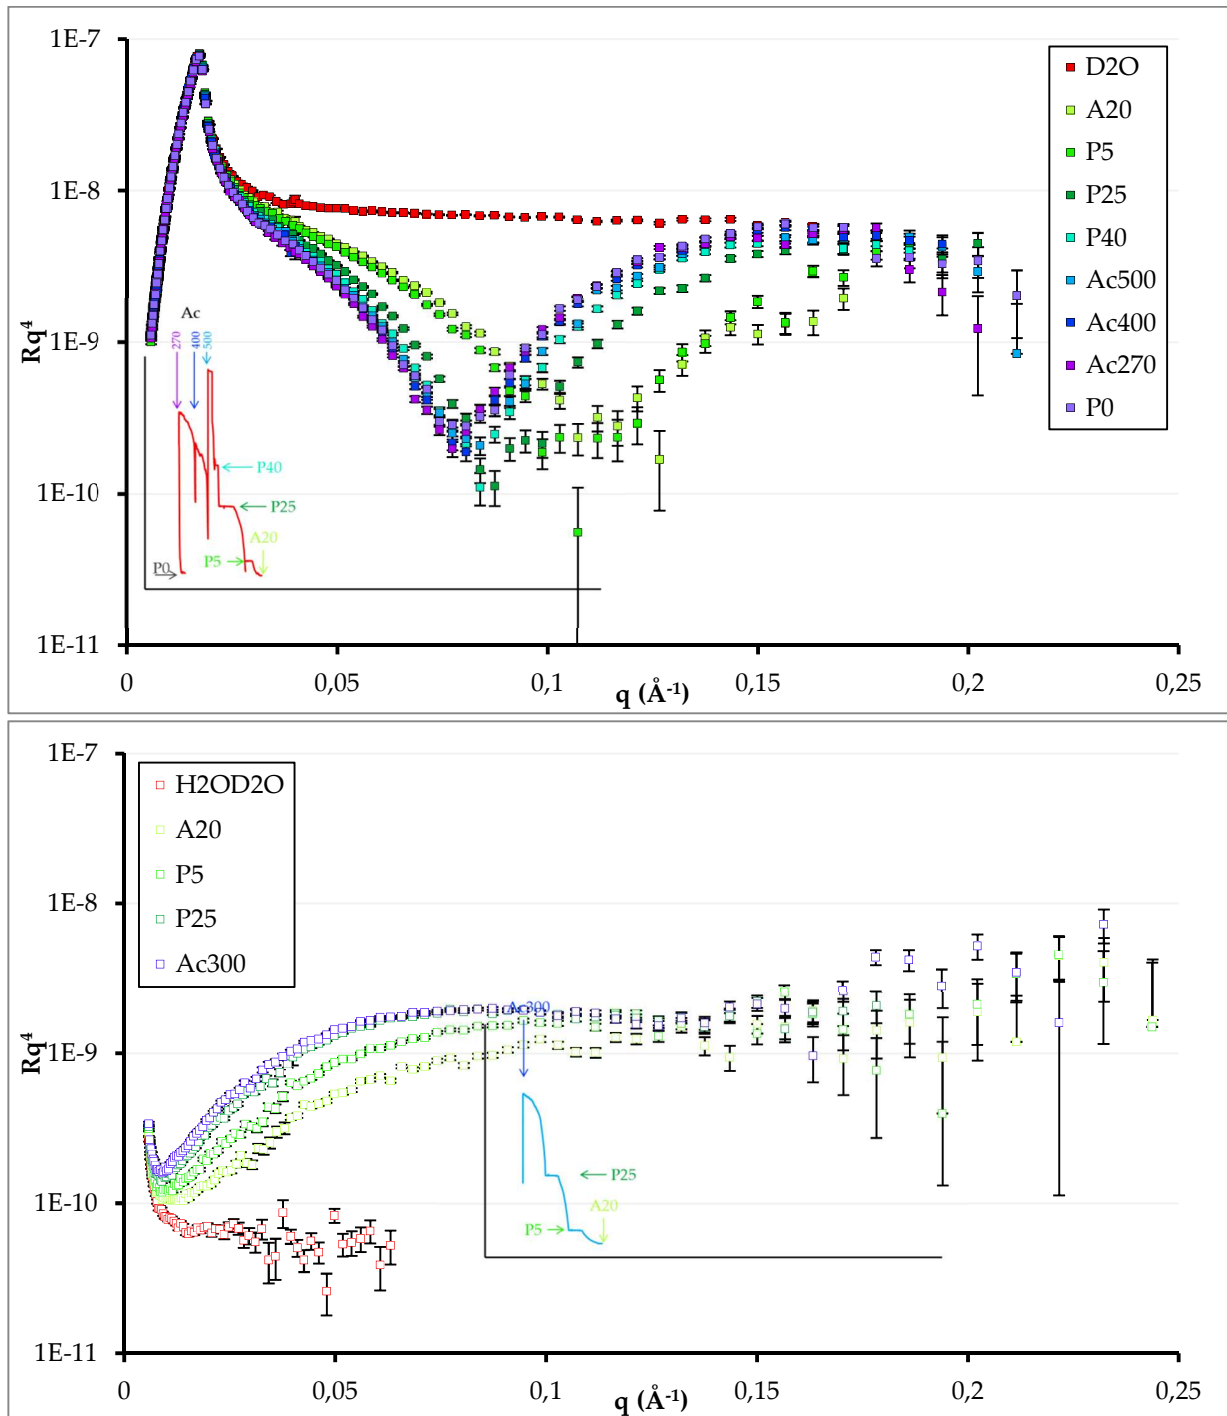 1E-7
1E-8
1E-9
1E-10
1E-11
Rq⁴
0
0,05
0,1
0,15
0,2
0,25
q (Å⁻¹)
D2O
A20
P5
P25
P40
Ac500
Ac400
Ac270
P0
Ac
270
400
500
P40
P25
A20
P5
P0
1E-7
1E-8
1E-9
1E-10
1E-11
Rq⁴
0
0,05
0,1
0,15
0,2
0,25
q (Å⁻¹)
H2OD2O
A20
P5
P25
Ac300
Ac300
P25
A20
P5